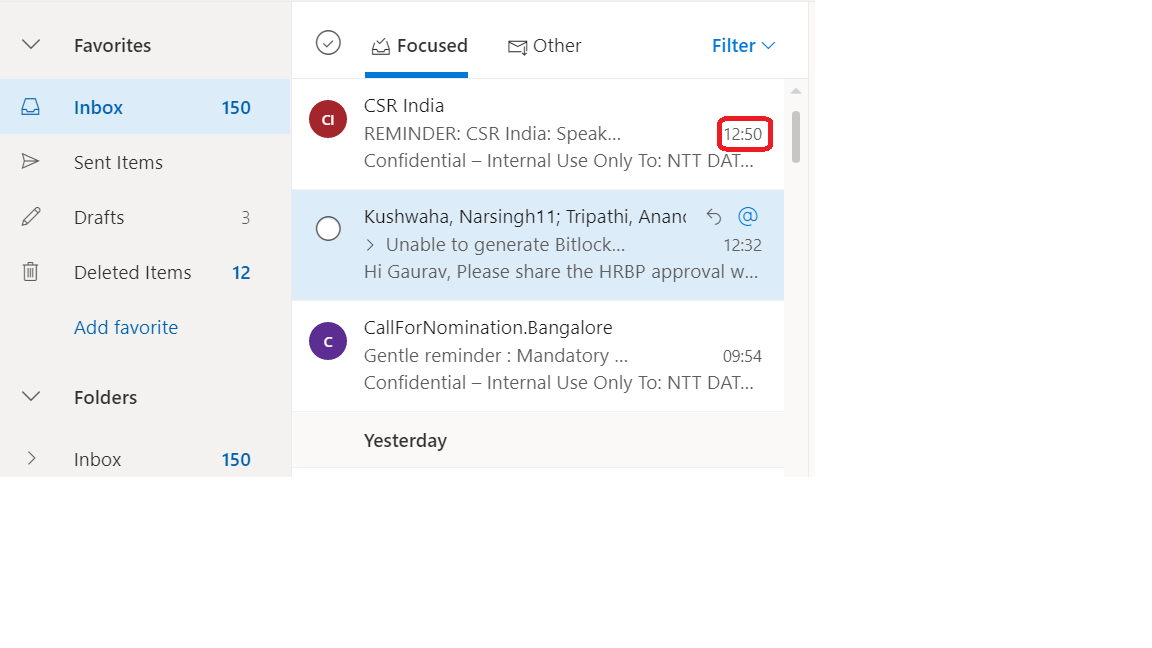 Favorites
Inbox 150
Sent Items
Drafts 3
Deleted Items 12
Add favorite
Folders
Inbox 150
Focused Other Filter
CI
CSR India
REMINDER: CSR India: Speak... 12:50
Confidential – Internal Use Only To: NTT DAT...
Kushwaha, Narsingh11; Tripathi, Anand @
Unable to generate Bitlock... 12:32
Hi Gaurav, Please share the HRBP approval w...
C
CallForNomination.Bangalore
Gentle reminder : Mandatory ... 09:54
Confidential – Internal Use Only To: NTT DAT...
Yesterday